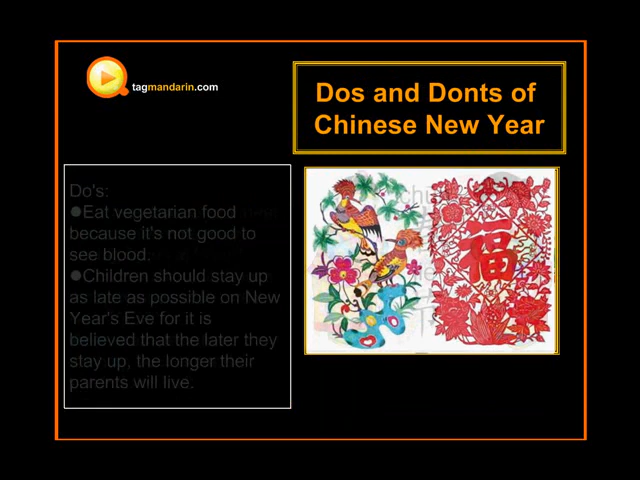 tagmandarin.com
Dos and Donts of
Chinese New Year
Do's:
●Eat vegetarian food
because it's not good to
see blood.
●Children should stay up
as late as possible on New
Year's Eve for it is
believed that the later they
stay up, the longer their
parents will live.
福